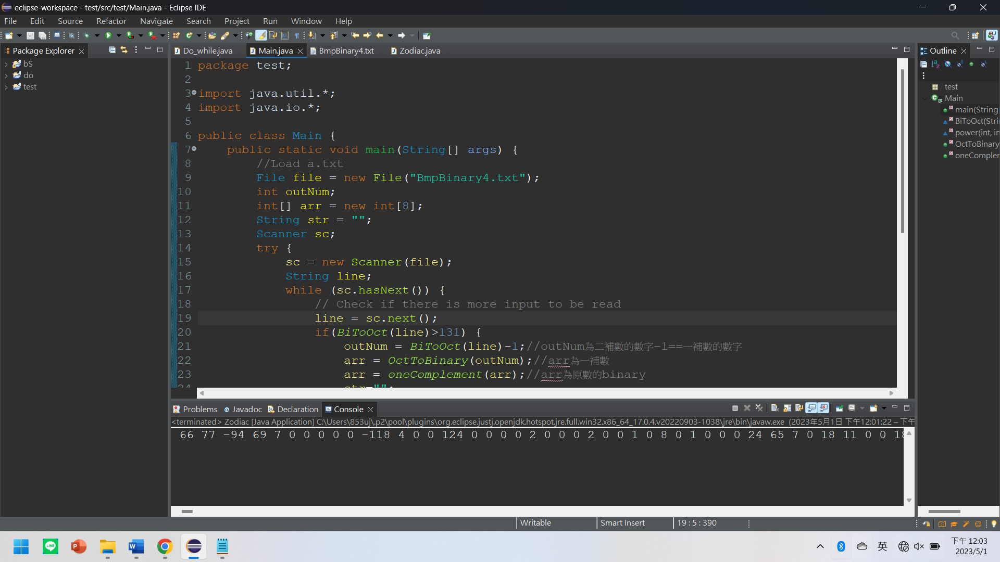 eclipse-workspace - test/src/test/Main.java - Eclipse IDE
File Edit Source Refactor Navigate Search Project Run Window Help
Package Explorer
bS
do
test
Do_while.java Main.java BmpBinary4.txt Zodiac.java
1 package test;
2
3 import java.util.*;
4 import java.io.*;
5
6 public class Main {
7 public static void main(String[] args) {
8 //Load a.txt
9 File file = new File("BmpBinary4.txt");
10 int outNum;
11 int[] arr = new int[8];
12 String str = "";
13 Scanner sc;
14 try {
15 sc = new Scanner(file);
16 String line;
17 while (sc.hasNext()) {
18 // Check if there is more input to be read
19 line = sc.next();
20 if(BiToOct(line)>131) {
21 outNum = BiToOct(line)-1;//outNum為二補數的數字-1==一補數的數字
22 arr = OctToBinary(outNum);//arr為一補數
23 arr = oneComplement(arr);//arr為原數的binary
24 str="";
Outline
test
Main
main(String
BiToOct(Stri
power(int, in
OctToBinary
oneCompler
Problems Javadoc Declaration Console
<terminated> Zodiac [Java Application] C:\Users\853uj\.p2\pool\plugins\org.eclipse.justj.openjdk.hotspot.jre.full.win32.x86_64_17.0.4.v20220903-1038\jre\bin\javaw.exe (2023年5月1日 下午12:01:22 – 下午
66 77 -94 69 7 0 0 0 0 0 -118 4 0 0 124 0 0 0 0 2 0 0 0 2 0 0 1 0 8 0 1 0 0 0 24 65 7 0 18 11 0 0 18
Writable Smart Insert 19 : 5 : 390
英
下午 12:03
2023/5/1